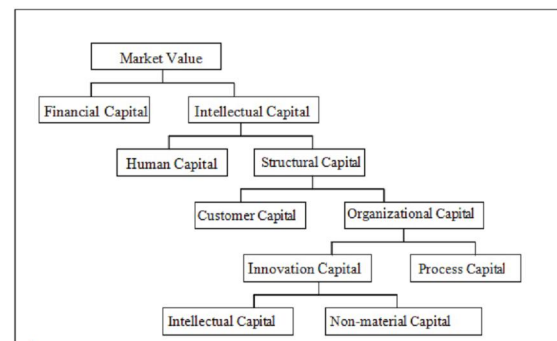 Market Value
Financial Capital
Intellectual Capital
Human Capital
Structural Capital
Customer Capital
Organizational Capital
Innovation Capital
Process Capital
Intellectual Capital
Non-material Capital